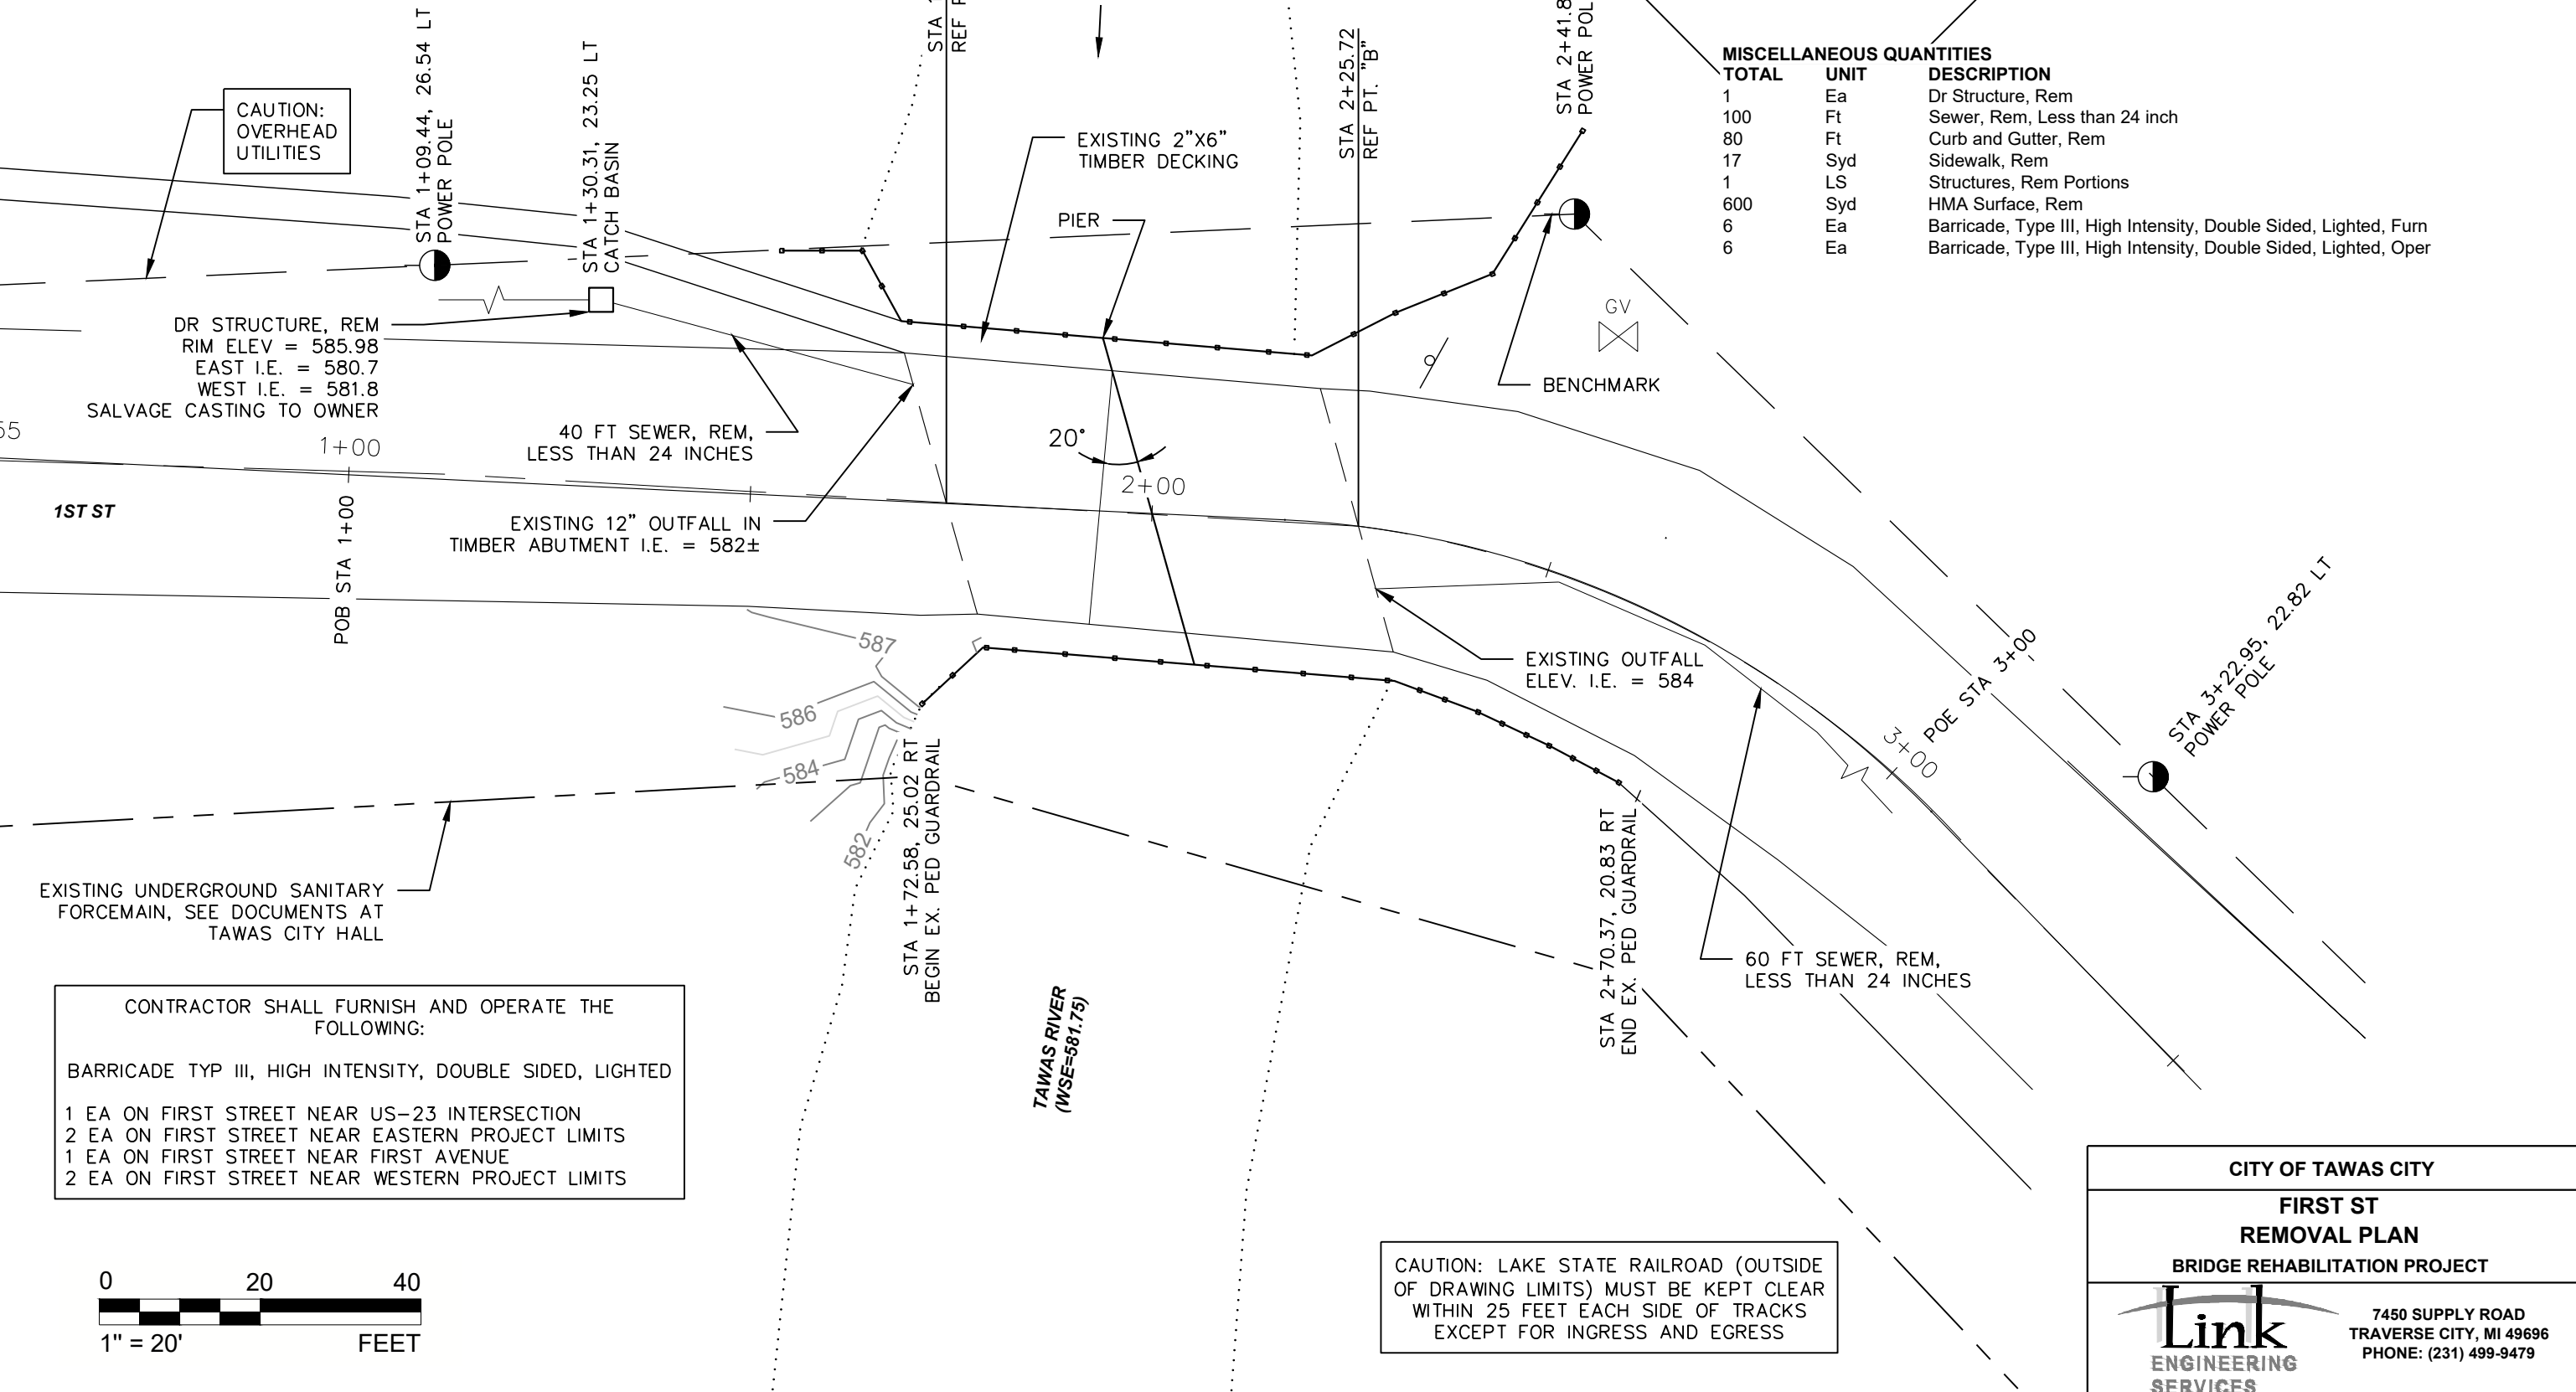 STA 1+09.44, 26.54 LT
POWER POLE
STA 1+30.31, 23.25 LT
CATCH BASIN
STA
REF
STA 2+25.72
REF PT. "B"
STA 2+41.8
POWER POL
MISCELLANEOUS QUANTITIES
TOTAL UNIT DESCRIPTION
1 Ea Dr Structure, Rem
100 Ft Sewer, Rem, Less than 24 inch
80 Ft Curb and Gutter, Rem
17 Syd Sidewalk, Rem
1 LS Structures, Rem Portions
600 Syd HMA Surface, Rem
6 Ea Barricade, Type III, High Intensity, Double Sided, Lighted, Furn
6 Ea Barricade, Type III, High Intensity, Double Sided, Lighted, Oper
CAUTION:
OVERHEAD
UTILITIES
EXISTING 2"X6"
TIMBER DECKING
PIER
GV
BENCHMARK
DR STRUCTURE, REM
RIM ELEV = 585.98
EAST I.E. = 580.7
WEST I.E. = 581.8
SALVAGE CASTING TO OWNER
40 FT SEWER, REM,
LESS THAN 24 INCHES
55
1+00
20°
2+00
1ST ST
POB STA 1+00
EXISTING 12" OUTFALL IN
TIMBER ABUTMENT I.E. = 582±
EXISTING OUTFALL
ELEV. I.E. = 584
587
586
584
582
POE STA 3+00
3+00
STA 3+22.95, 22.82 LT
POWER POLE
STA 1+72.58, 25.02 RT
BEGIN EX. PED GUARDRAIL
STA 2+70.37, 20.83 RT
END EX. PED GUARDRAIL
EXISTING UNDERGROUND SANITARY
FORCEMAIN, SEE DOCUMENTS AT
TAWAS CITY HALL
60 FT SEWER, REM,
LESS THAN 24 INCHES
TAWAS RIVER
(WSE=581.75)
CONTRACTOR SHALL FURNISH AND OPERATE THE
FOLLOWING:
BARRICADE TYP III, HIGH INTENSITY, DOUBLE SIDED, LIGHTED
1 EA ON FIRST STREET NEAR US-23 INTERSECTION
2 EA ON FIRST STREET NEAR EASTERN PROJECT LIMITS
1 EA ON FIRST STREET NEAR FIRST AVENUE
2 EA ON FIRST STREET NEAR WESTERN PROJECT LIMITS
0 20 40
1" = 20' FEET
CAUTION: LAKE STATE RAILROAD (OUTSIDE
OF DRAWING LIMITS) MUST BE KEPT CLEAR
WITHIN 25 FEET EACH SIDE OF TRACKS
EXCEPT FOR INGRESS AND EGRESS
CITY OF TAWAS CITY
FIRST ST
REMOVAL PLAN
BRIDGE REHABILITATION PROJECT
Link
ENGINEERING
SERVICES
7450 SUPPLY ROAD
TRAVERSE CITY, MI 49696
PHONE: (231) 499-9479